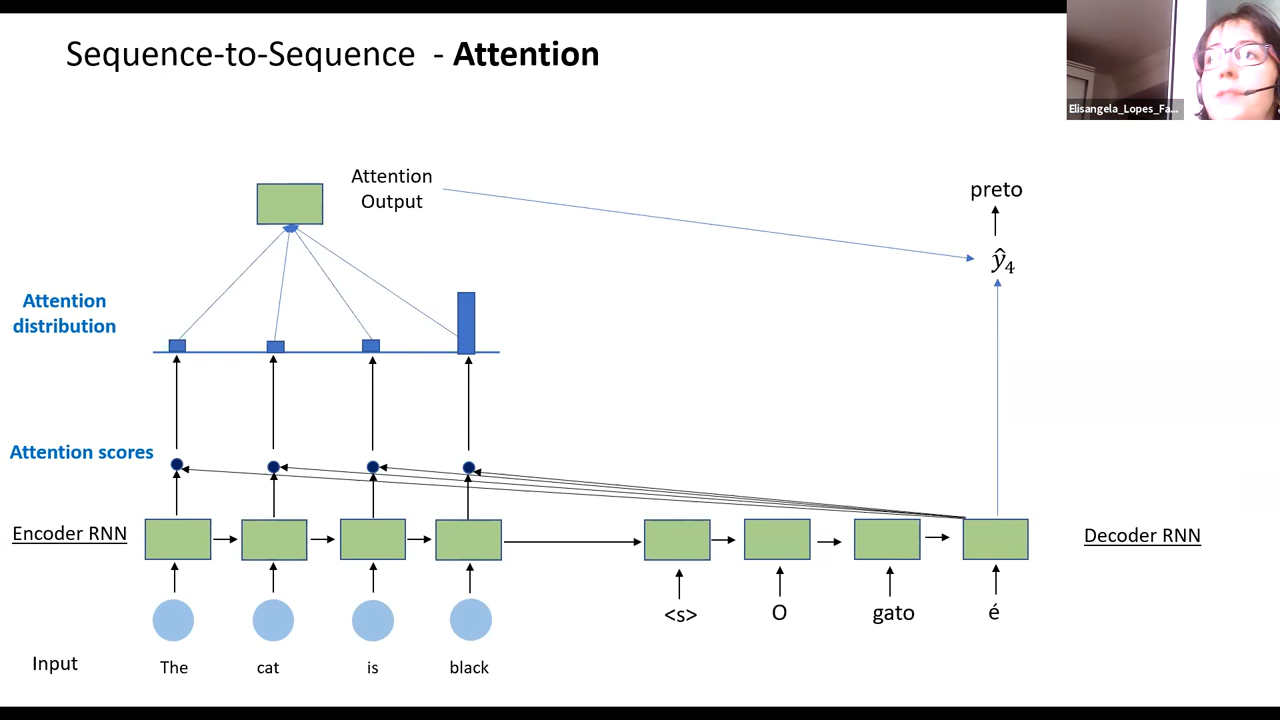 Sequence-to-Sequence - Attention
Elisangela_Lopes_Fa...
Attention
Output
preto
ŷ4
Attention
distribution
Attention scores
Encoder RNN
Decoder RNN
<s> O gato é
Input The cat is black